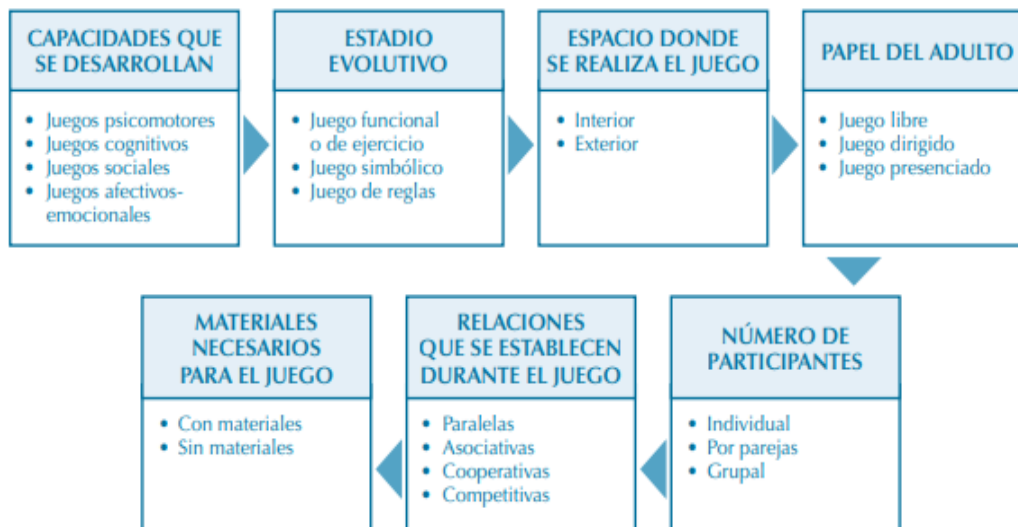 CAPACIDADES QUE
SE DESARROLLAN
• Juegos psicomotores
• Juegos cognitivos
• Juegos sociales
• Juegos afectivos-
emocionales
ESTADIO
EVOLUTIVO
• Juego funcional
o de ejercicio
• Juego simbólico
• Juego de reglas
ESPACIO DONDE
SE REALIZA EL JUEGO
• Interior
• Exterior
PAPEL DEL ADULTO
• Juego libre
• Juego dirigido
• Juego presenciado
NÚMERO DE
PARTICIPANTES
• Individual
• Por parejas
• Grupal
RELACIONES
QUE SE ESTABLECEN
DURANTE EL JUEGO
• Paralelas
• Asociativas
• Cooperativas
• Competitivas
MATERIALES
NECESARIOS
PARA EL JUEGO
• Con materiales
• Sin materiales